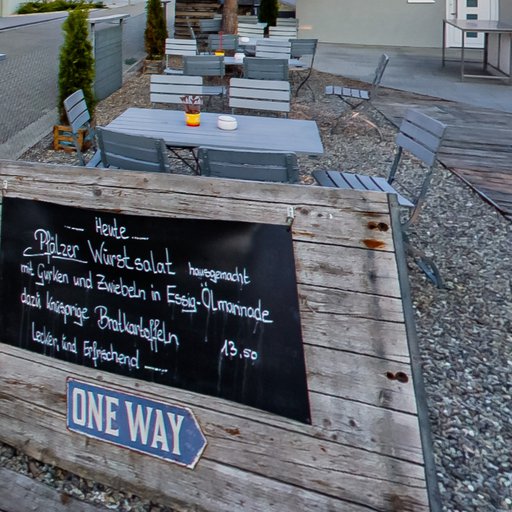 Heute
Pfälzer Wurstsalat hausgemacht
mit Gurken und Zwiebeln in Essig-Ölmarinade
dazu knusprige Bratkartoffeln
Lecker, und Erfrischend 13,50
ONE WAY